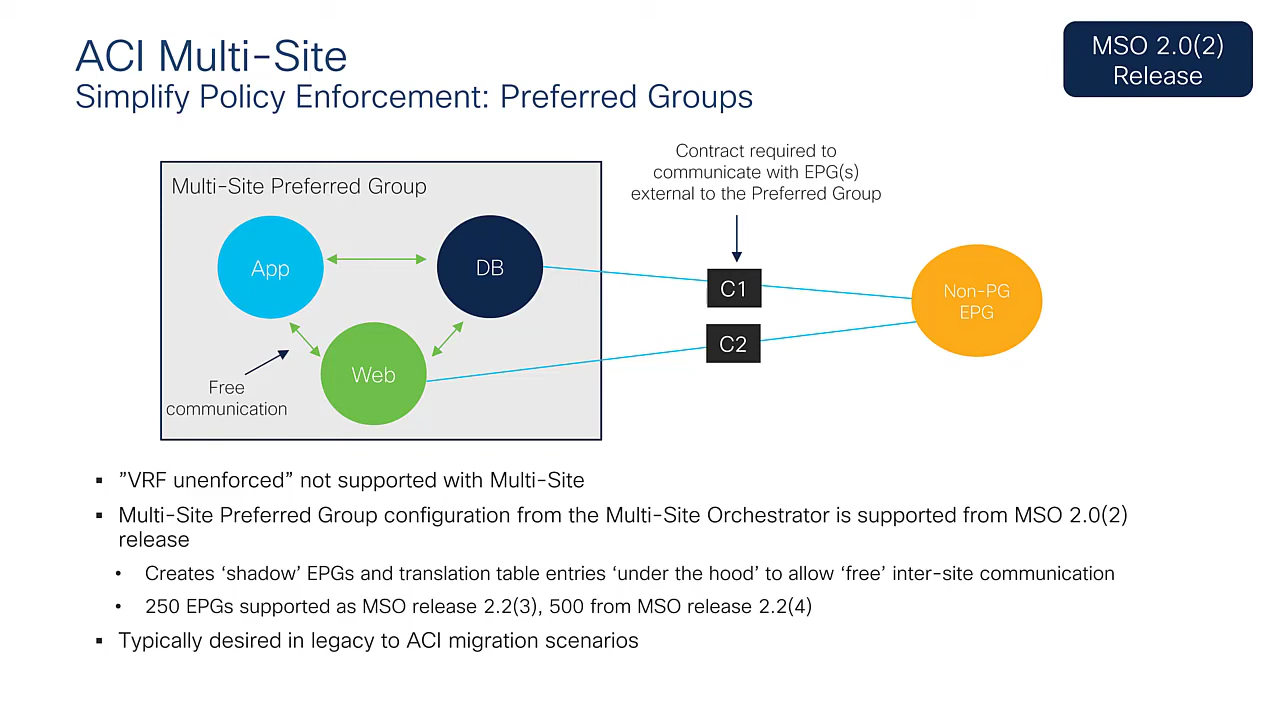 ACI Multi-Site
Simplify Policy Enforcement: Preferred Groups
MSO 2.0(2)
Release
Multi-Site Preferred Group
App
DB
Web
Free
communication
Contract required to
communicate with EPG(s)
external to the Preferred Group
C1
C2
Non-PG
EPG
▪ ”VRF unenforced” not supported with Multi-Site
▪ Multi-Site Preferred Group configuration from the Multi-Site Orchestrator is supported from MSO 2.0(2)
release
• Creates ‘shadow’ EPGs and translation table entries ‘under the hood’ to allow ‘free’ inter-site communication
• 250 EPGs supported as MSO release 2.2(3), 500 from MSO release 2.2(4)
▪ Typically desired in legacy to ACI migration scenarios